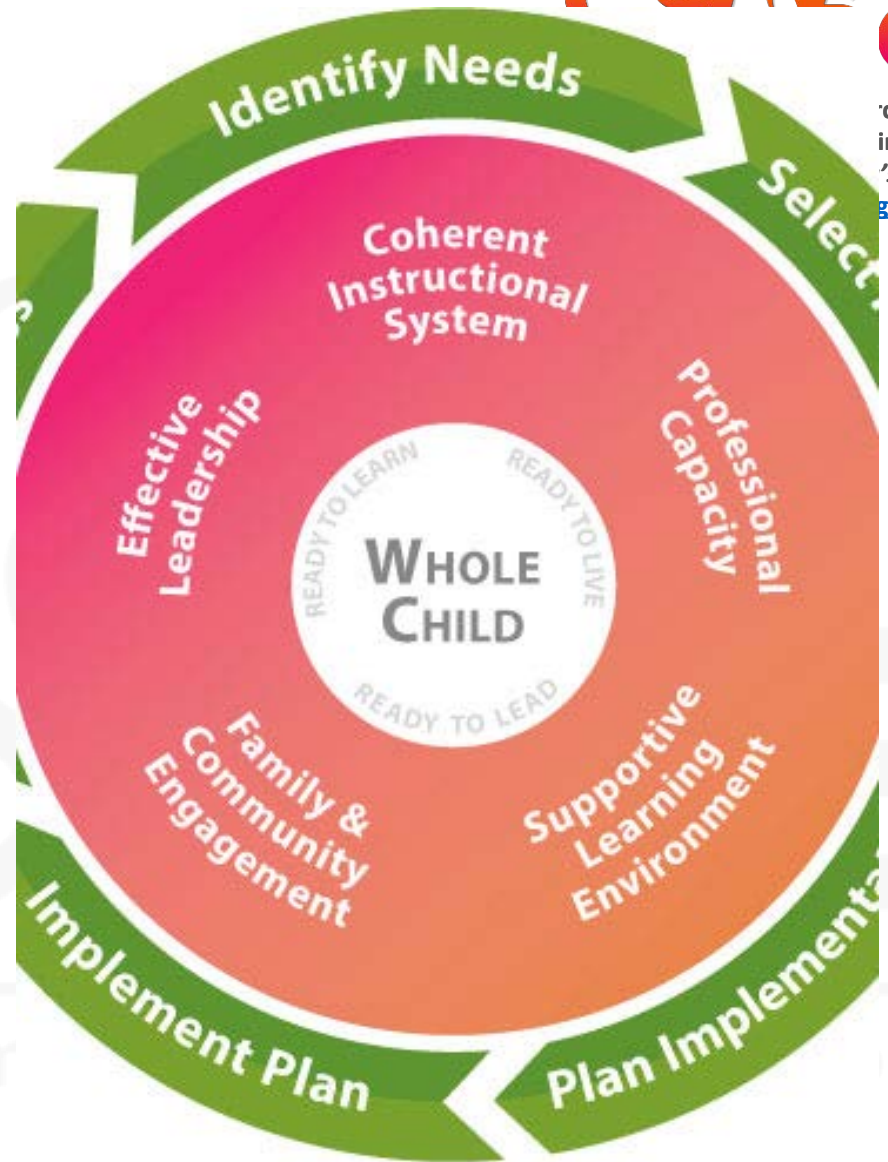 Identify Needs
Select
Coherent
Instructional
System
Effective
Leadership
Professional
Capacity
READY TO LEARN
READY TO LIVE
WHOLE
CHILD
READY TO LEAD
Family &
Community
Engagement
Supportive
Learning
Environment
Implement Plan
Plan